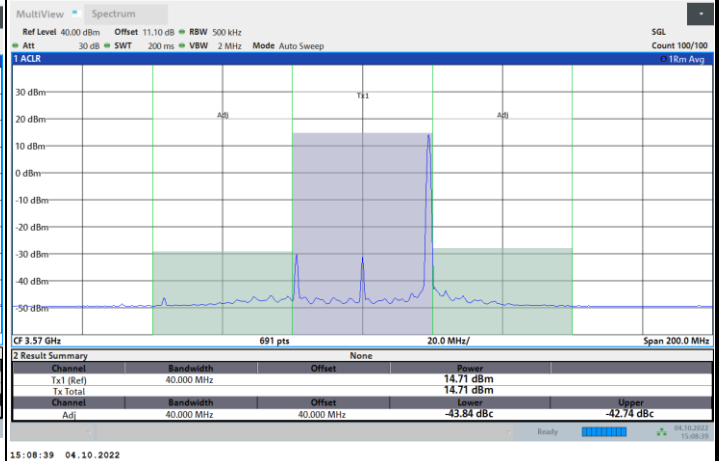 MultiView Spectrum
Ref Level 40.00 dBm Offset 11.10 dB RBW 500 kHz SGL
Att 30 dB SWT 200 ms VBW 2 MHz Mode Auto Sweep Count 100/100
1 ACLR 1Rm Avg
30 dBm
Tx1
20 dBm
Adj Adj
10 dBm
0 dBm
-10 dBm
-20 dBm
-30 dBm
-40 dBm
-50 dBm
CF 3.57 GHz 691 pts 20.0 MHz/ Span 200.0 MHz
2 Result Summary None
Channel Bandwidth Offset Power
Tx1 (Ref) 40.000 MHz 14.71 dBm
Tx Total 14.71 dBm
Channel Bandwidth Offset Lower Upper
Adj 40.000 MHz 40.000 MHz -43.84 dBc -42.74 dBc
Ready 04.10.2022
15:08:39
15:08:39 04.10.2022